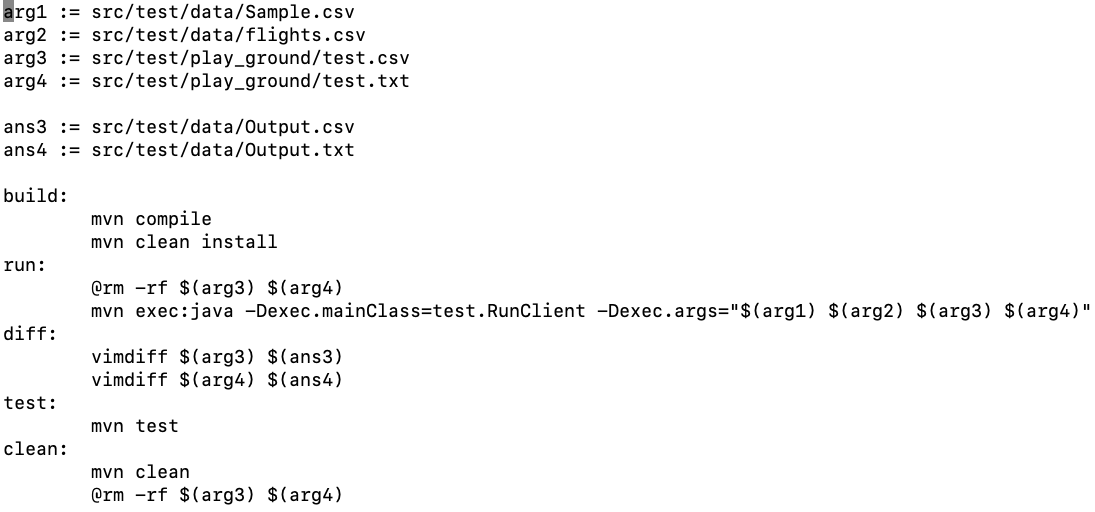 arg1 := src/test/data/Sample.csv
arg2 := src/test/data/flights.csv
arg3 := src/test/play_ground/test.csv
arg4 := src/test/play_ground/test.txt

ans3 := src/test/data/Output.csv
ans4 := src/test/data/Output.txt

build:
        mvn compile
        mvn clean install
run:
        @rm -rf $(arg3) $(arg4)
        mvn exec:java -Dexec.mainClass=test.RunClient -Dexec.args="$(arg1) $(arg2) $(arg3) $(arg4)"
diff:
        vimdiff $(arg3) $(ans3)
        vimdiff $(arg4) $(ans4)
test:
        mvn test
clean:
        mvn clean
        @rm -rf $(arg3) $(arg4)